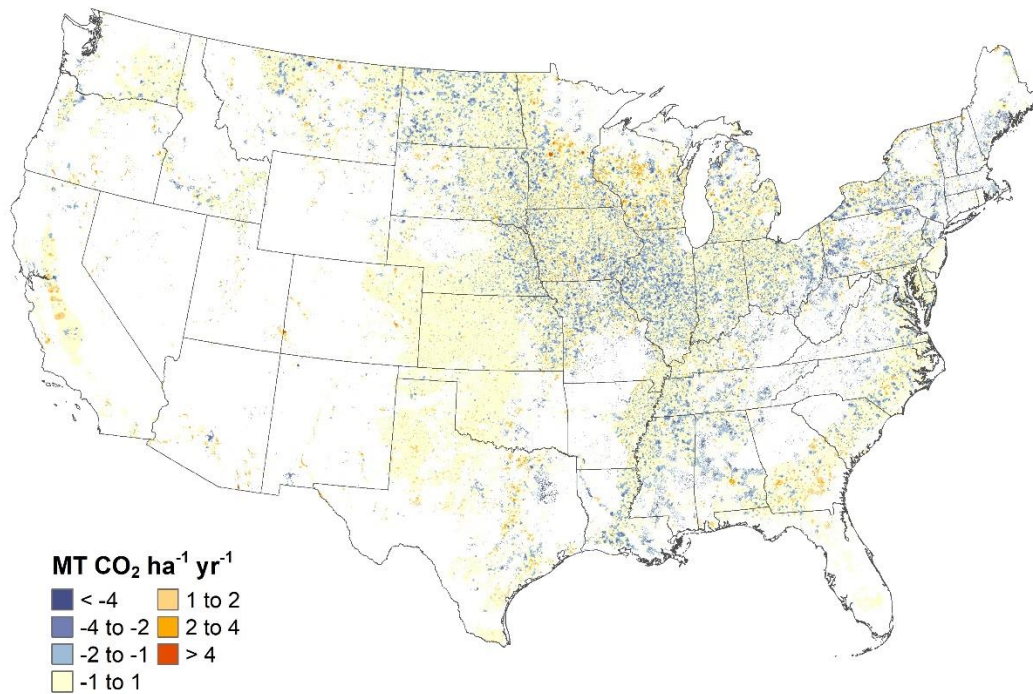 MT CO₂ ha⁻¹ yr⁻¹
< -4
-4 to -2
-2 to -1
-1 to 1
1 to 2
2 to 4
> 4